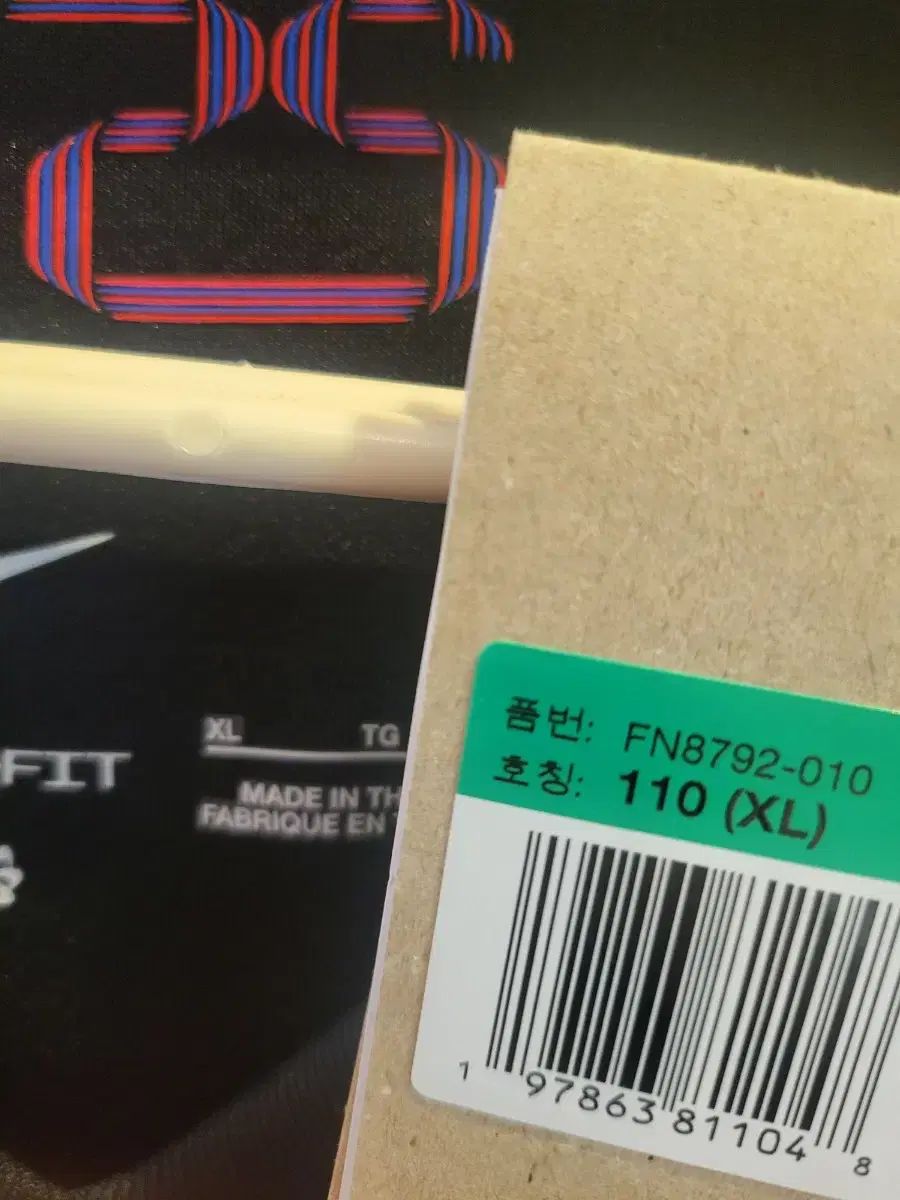 FIT
XL TG
MADE IN TH
FABRIQUE EN
품번: FN8792-010
호칭: 110 (XL)
1 97863 81104 8